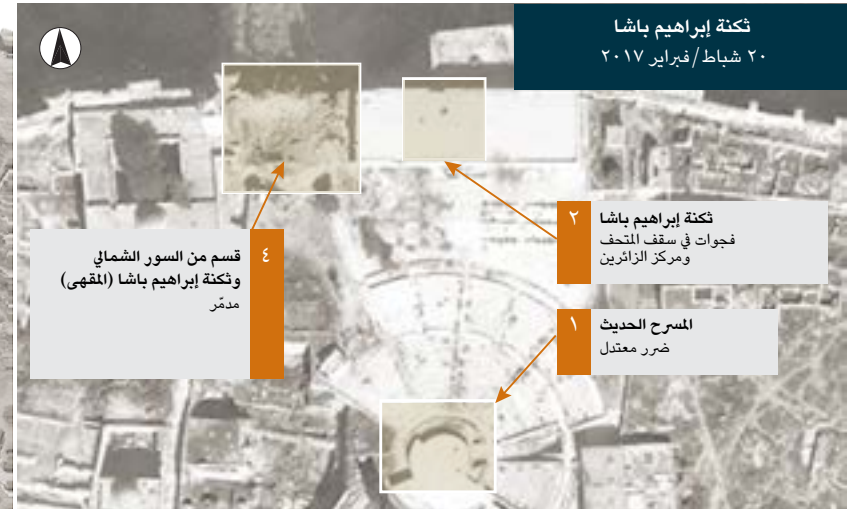 ثكنة إبراهيم باشا
٢٠ شباط/فبراير ٢٠١٧
٢
ثكنة إبراهيم باشا
فجوات في سقف المتحف
ومركز الزائرين
٤
قسم من السور الشمالي
وثكنة إبراهيم باشا (المقهى)
مدمّر
١
المسرح الحديث
ضرر معتدل